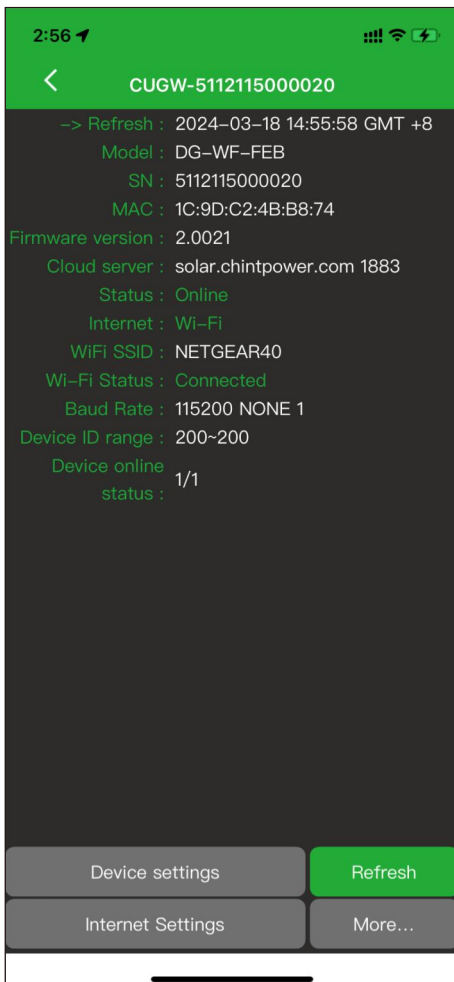 2:56
CUGW-5112115000020
–> Refresh : 2024–03–18 14:55:58 GMT +8
Model : DG–WF–FEB
SN : 5112115000020
MAC : 1C:9D:C2:4B:B8:74
Firmware version : 2.0021
Cloud server : solar.chintpower.com 1883
Status : Online
Internet : Wi–Fi
WiFi SSID : NETGEAR40
Wi–Fi Status : Connected
Baud Rate : 115200 NONE 1
Device ID range : 200~200
Device online
status : 1/1
Device settings
Refresh
Internet Settings
More...